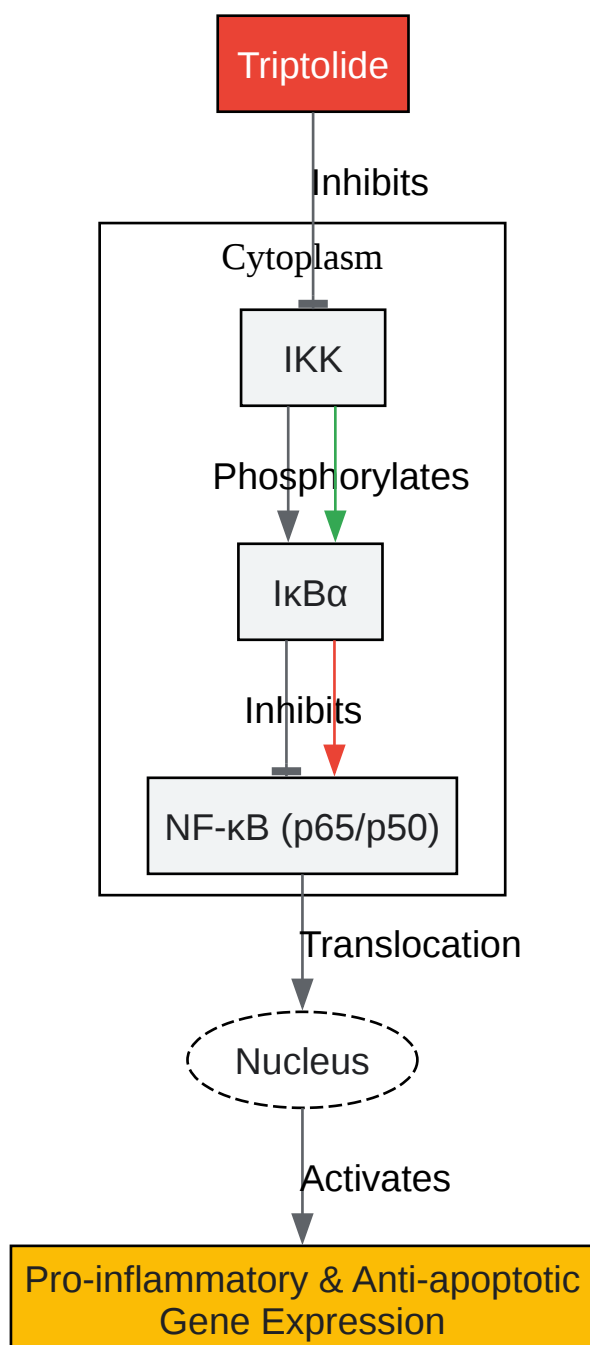 Triptolide
Inhibits
Cytoplasm
IKK
Phosphorylates
IκBα
Inhibits
NF-κB (p65/p50)
Translocation
Nucleus
Activates
Pro-inflammatory & Anti-apoptotic
Gene Expression